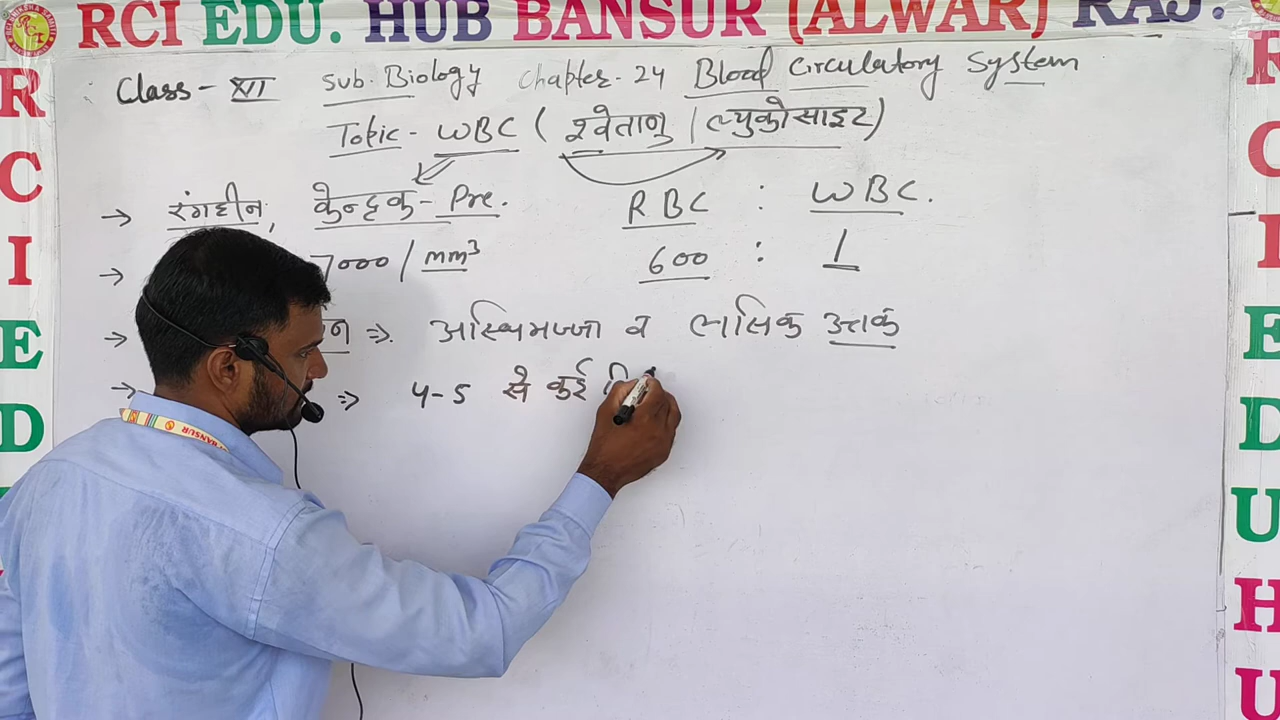 RCI EDU. HUB BANSUR (ALWAR) RAJ.
Class - XII sub. Biology Chapter - 24 Blood Circulatory System
Topic - WBC ( श्वेताणु / ल्युकोसाइट)
→ रंगहीन, केन्द्रक - Pre. RBC : WBC.
→ 7000 / mm³ 600 : 1
→ न ⇒ अस्थिमज्जा व लासिक उत्तक
→ ⇒ 4-5 से कई
R
C
I
E
D
R
C
I
E
D
U
H
U
BANSUR